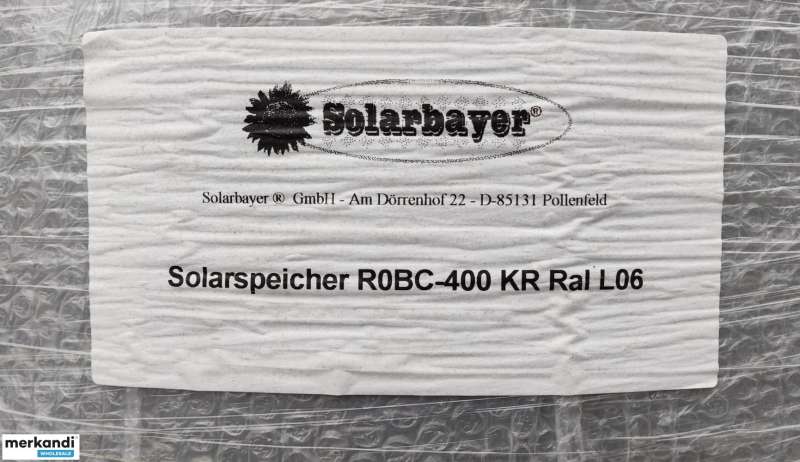 Solarbayer®
Solarbayer ® GmbH - Am Dörrenhof 22 - D-85131 Pollenfeld
Solarspeicher R0BC-400 KR Ral L06
merkandi
WHOLESALE